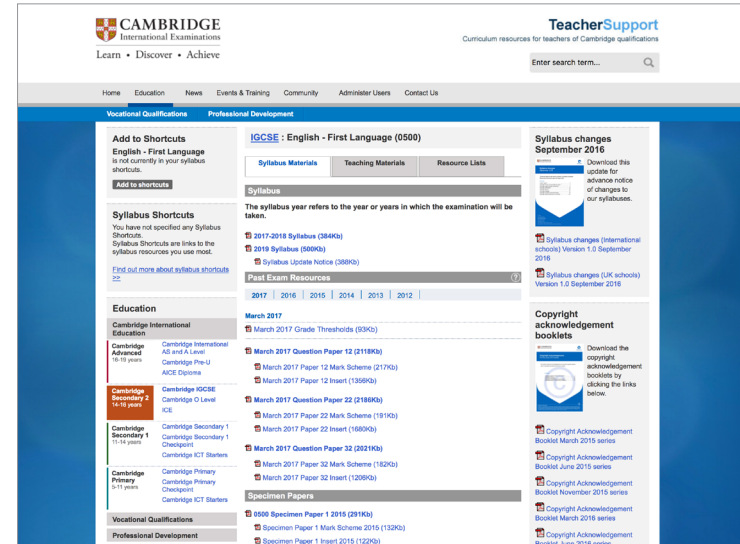 CAMBRIDGE
International Examinations
Learn • Discover • Achieve
TeacherSupport
Curriculum resources for teachers of Cambridge qualifications
Enter search term...
Home Education News Events & Training Community Administer Users Contact Us
Vocational Qualifications Professional Development
Add to Shortcuts
English - First Language
is not currently in your syllabus
shortcuts.
Add to shortcuts
Syllabus Shortcuts
You have not specified any Syllabus
Shortcuts.
Syllabus Shortcuts are links to the
syllabus resources you use most.
Find out more about syllabus shortcuts
>>
Education
Cambridge International
Education
Cambridge
Advanced
16-19 years
Cambridge International
AS and A Level
Cambridge Pre-U
AICE Diploma
Cambridge
Secondary 2
14-16 years
Cambridge IGCSE
Cambridge O Level
ICE
Cambridge
Secondary 1
11-14 years
Cambridge Secondary 1
Cambridge Secondary 1
Checkpoint
Cambridge ICT Starters
Cambridge
Primary
5-11 years
Cambridge Primary
Cambridge Primary
Checkpoint
Cambridge ICT Starters
Vocational Qualifications
Professional Development
IGCSE : English - First Language (0500)
Syllabus Materials Teaching Materials Resource Lists
Syllabus
The syllabus year refers to the year or years in which the examination will be
taken.
2017-2018 Syllabus (384Kb)
2019 Syllabus (500Kb)
Syllabus Update Notice (388Kb)
Past Exam Resources ?
2017 | 2016 | 2015 | 2014 | 2013 | 2012 |
March 2017
March 2017 Grade Thresholds (93Kb)
March 2017 Question Paper 12 (2118Kb)
March 2017 Paper 12 Mark Scheme (217Kb)
March 2017 Paper 12 Insert (1356Kb)
March 2017 Question Paper 22 (2186Kb)
March 2017 Paper 22 Mark Scheme (191Kb)
March 2017 Paper 22 Insert (1680Kb)
March 2017 Question Paper 32 (2021Kb)
March 2017 Paper 32 Mark Scheme (182Kb)
March 2017 Paper 32 Insert (1206Kb)
Specimen Papers
0500 Specimen Paper 1 2015 (291Kb)
Specimen Paper 1 Mark Scheme 2015 (132Kb)
Specimen Paper 1 Insert 2015 (122Kb)
Syllabus changes
September 2016
Download this
update for
advance notice
of changes to
our syllabuses.
Syllabus changes (international
schools) Version 1.0 September
2016
Syllabus changes (UK schools)
Version 1.0 September 2016
Copyright
acknowledgement
booklets
Download the
copyright
acknowledgement
booklets by
clicking the links
below.
Copyright Acknowledgement
Booklet March 2015 series
Copyright Acknowledgement
Booklet June 2015 series
Copyright Acknowledgement
Booklet November 2015 series
Copyright Acknowledgement
Booklet March 2016 series
Copyright Acknowledgement
Booklet June 2016 series